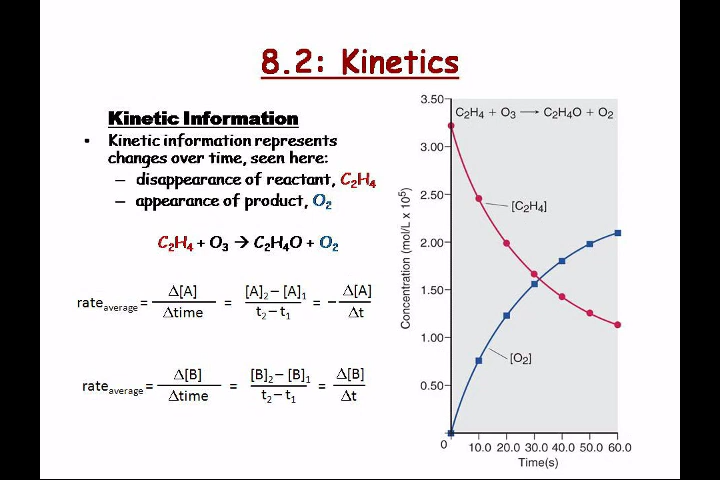 8.2: Kinetics
Kinetic Information
• Kinetic information represents
changes over time, seen here:
– disappearance of reactant, C₂H₄
– appearance of product, O₂
C₂H₄ + O₃ → C₂H₄O + O₂
rate_average = Δ[A] / Δtime = [A]₂ – [A]₁ / t₂ – t₁ = – Δ[A] / Δt
rate_average = Δ[B] / Δtime = [B]₂ – [B]₁ / t₂ – t₁ = Δ[B] / Δt
C₂H₄ + O₃ ⟶ C₂H₄O + O₂
Concentration (mol/L x 10⁵)
3.50
3.00
2.50
2.00
1.50
1.00
0.50
0
[C₂H₄]
[O₂]
10.0 20.0 30.0 40.0 50.0 60.0
Time(s)